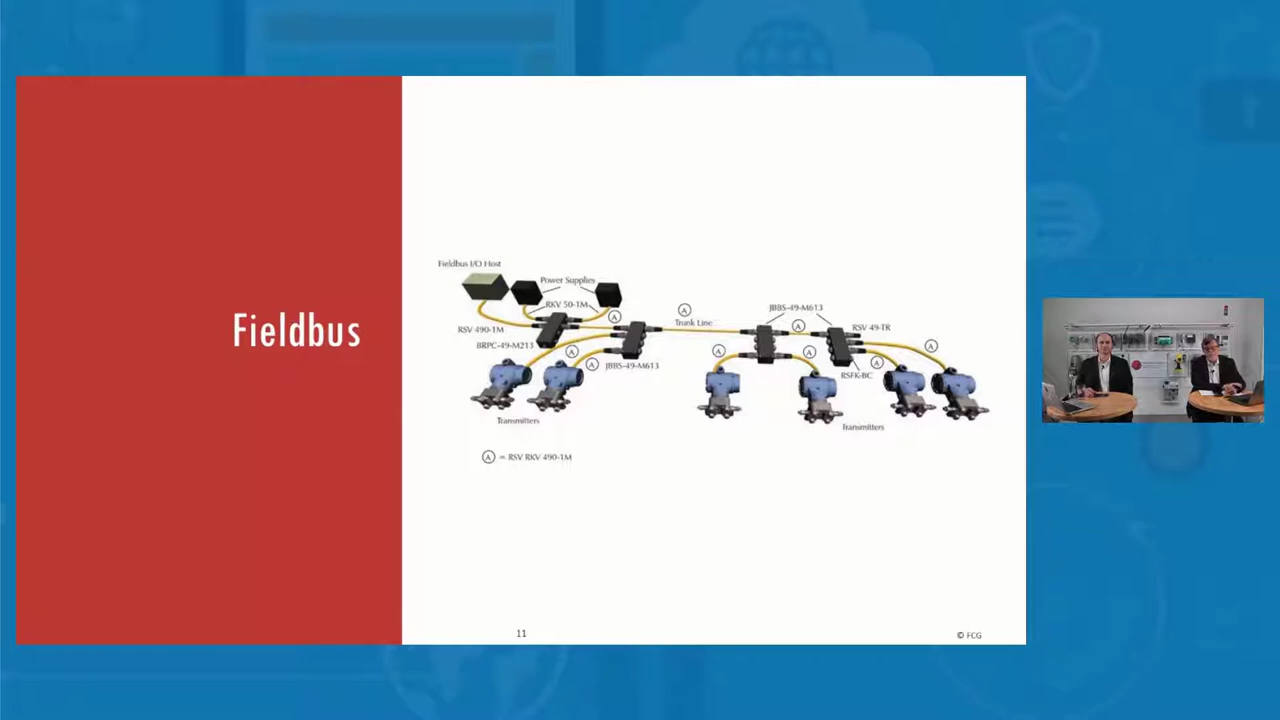 Fieldbus
Fieldbus I/O Host
Power Supplies
RKV 50-1M
A
Trunk Line
JBBS-49-M613
A
RSV 49-TR
RSV 490-1M
A
BRPC-49-M213
A
A
JBBS-49-M613
A
A
A
RSFK-BC
A
Transmitters
Transmitters
A = RSV RKV 490-1M
11
© FCG